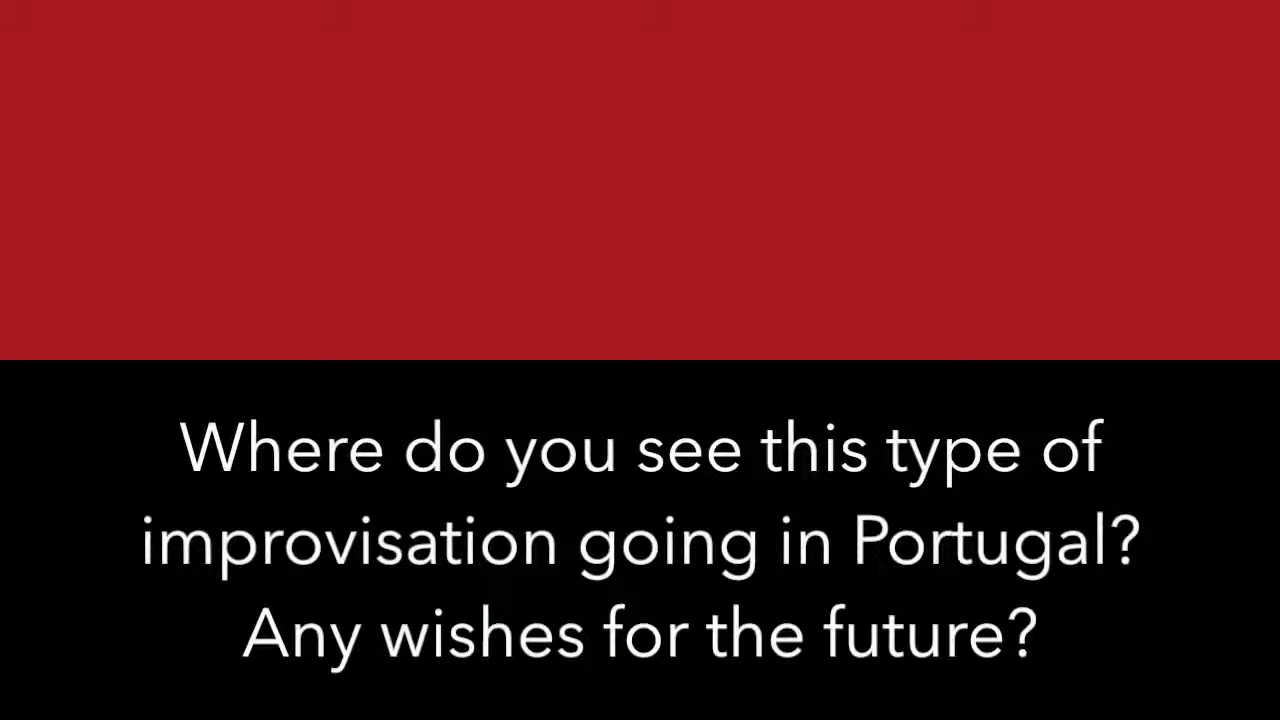 Where do you see this type of
improvisation going in Portugal?
Any wishes for the future?